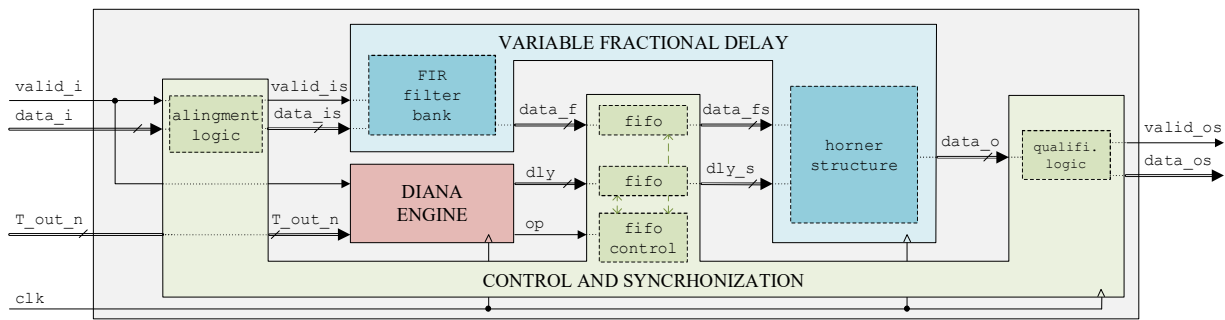 VARIABLE FRACTIONAL DELAY
FIR
filter
bank
valid_i
data_i
alingment
logic
valid_is
data_is
data_f
fifo
data_fs
horner
structure
data_o
qualifi.
logic
valid_os
data_os
DIANA
ENGINE
dly
fifo
dly_s
T_out_n
T_out_n
op
fifo
control
CONTROL AND SYNCRHONIZATION
clk